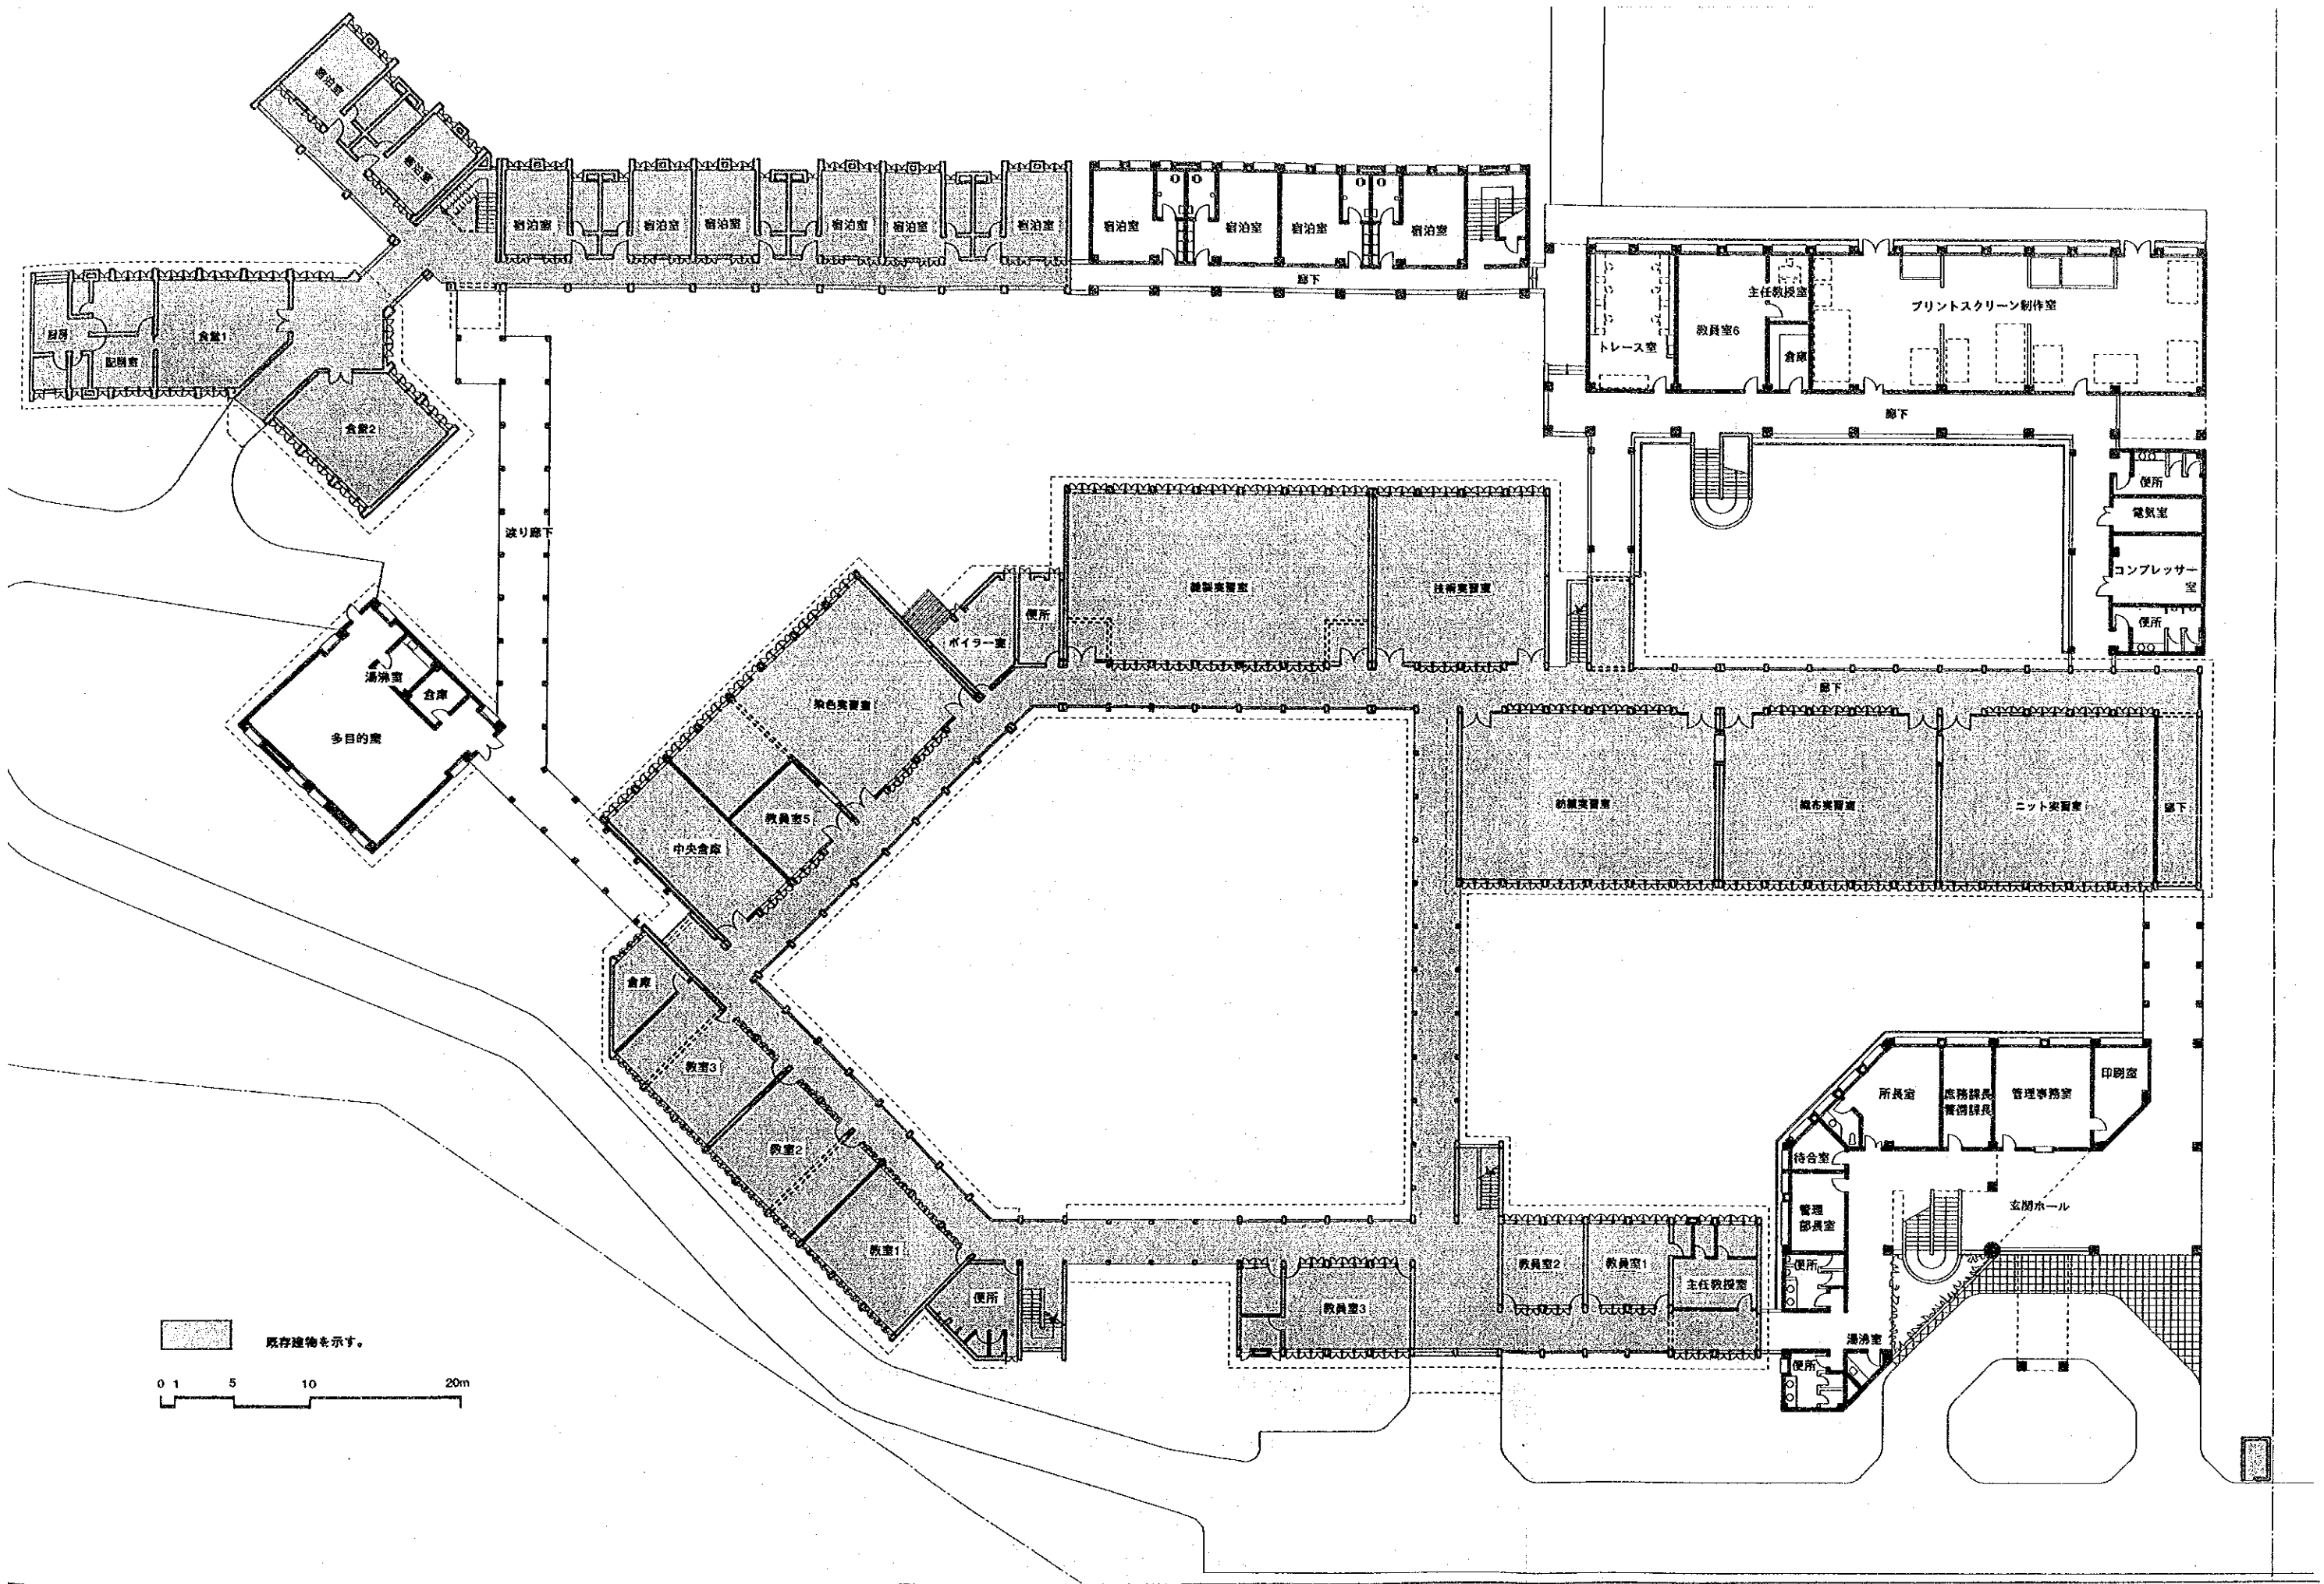 宿泊室
宿泊室
宿泊室
宿泊室
宿泊室
宿泊室
宿泊室
宿泊室
宿泊室
宿泊室
宿泊室
宿泊室
廊下
厨房
配膳室
食堂1
食堂2
渡り廊下
トレース室
教員室6
主任教授室
倉庫
プリントスクリーン制作室
廊下
便所
電気室
コンプレッサー
室
便所
縫製実習室
技術実習室
便所
ボイラー室
染色実習室
教員室5
中央倉庫
湯沸室
倉庫
多目的室
廊下
紡績実習室
織布実習室
ニット実習室
廊下
倉庫
教室3
教室2
教室1
便所
教員室3
教員室2
教員室1
主任教授室
所長室
庶務課長
警備課長
管理事務室
印刷室
待合室
管理
部長室
玄関ホール
便所
湯沸室
便所
既存建物を示す。
0 1 5 10 20m